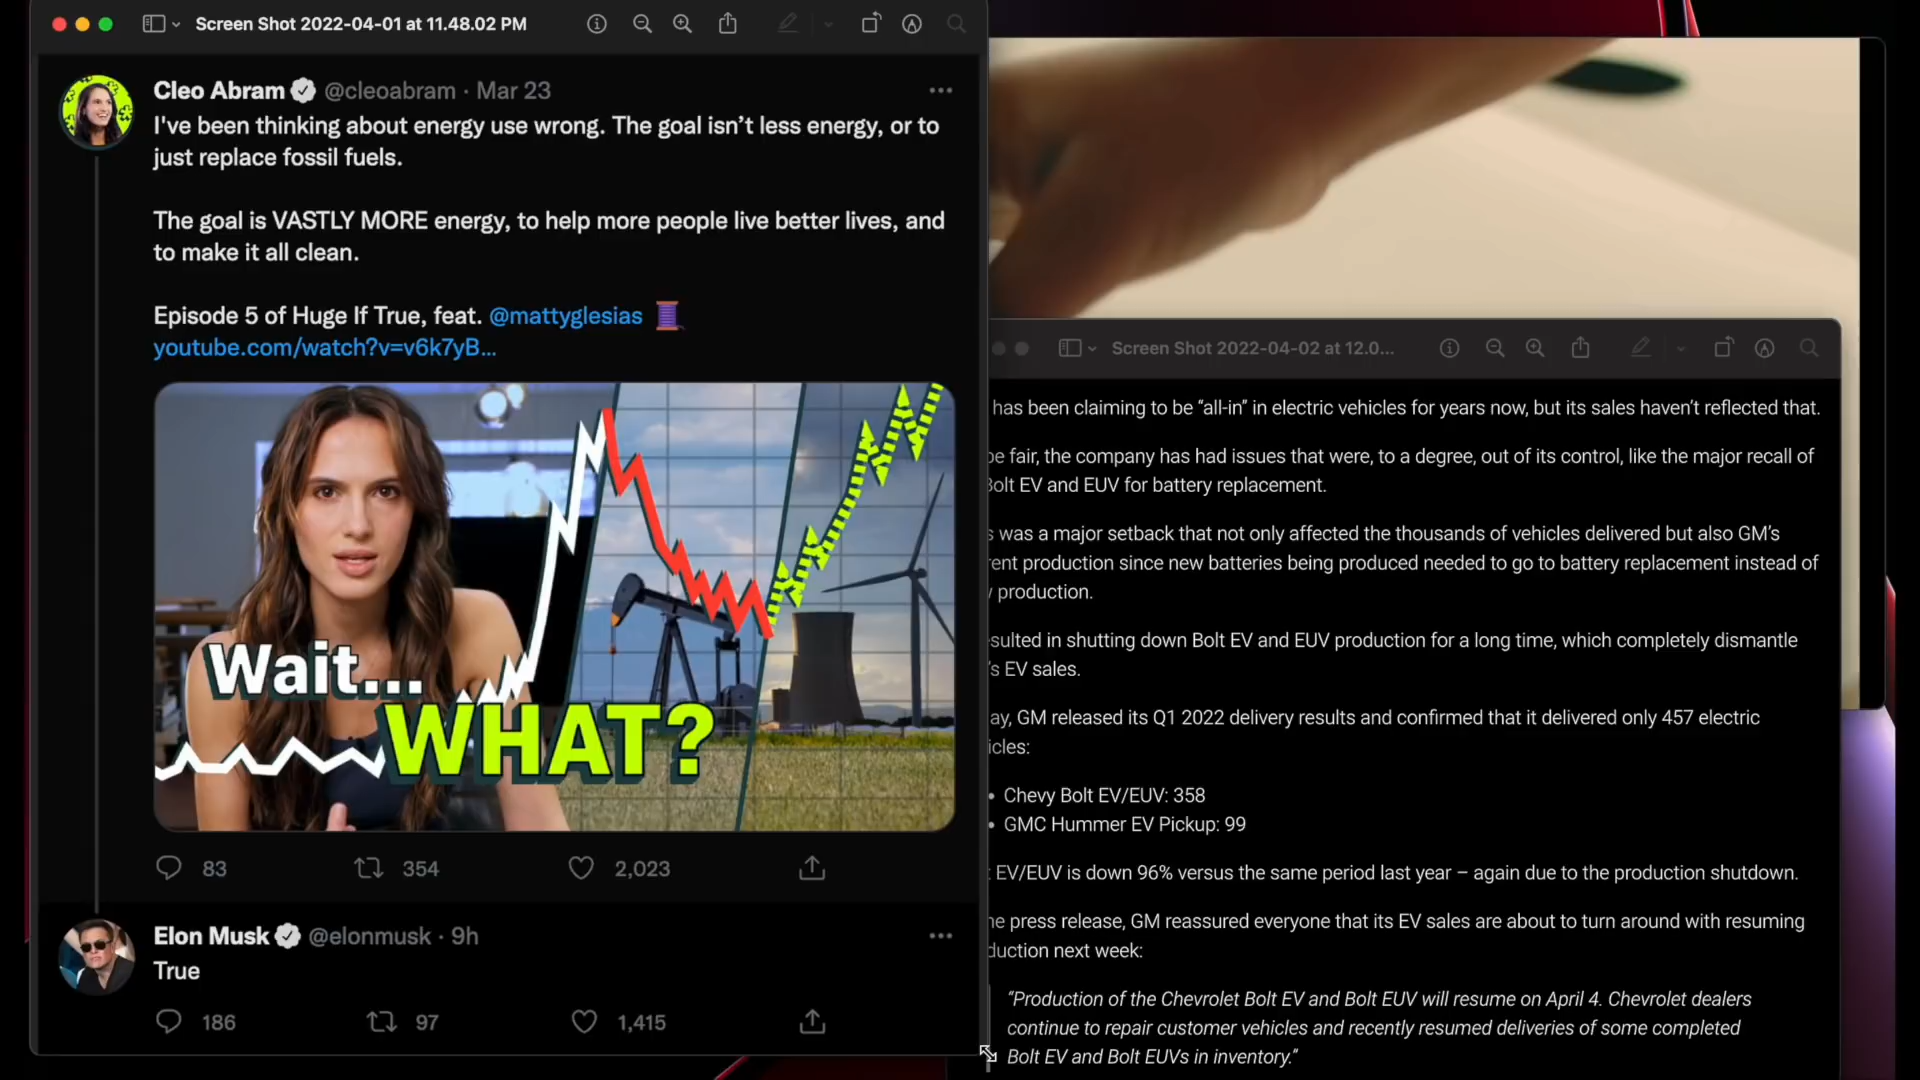 Screen Shot 2022-04-01 at 11.48.02 PM
Cleo Abram @cleoabram · Mar 23
I've been thinking about energy use wrong. The goal isn’t less energy, or to
just replace fossil fuels.
The goal is VASTLY MORE energy, to help more people live better lives, and
to make it all clean.
Episode 5 of Huge If True, feat. @mattyglesias
youtube.com/watch?v=v6k7yB...
Wait...
WHAT?
83 354 2,023
Elon Musk @elonmusk · 9h
True
186 97 1,415
Screen Shot 2022-04-02 at 12.0...
has been claiming to be “all-in” in electric vehicles for years now, but its sales haven’t reflected that.
fair, the company has had issues that were, to a degree, out of its control, like the major recall of
Bolt EV and EUV for battery replacement.
was a major setback that not only affected the thousands of vehicles delivered but also GM’s
production since new batteries being produced needed to go to battery replacement instead of
production.
in shutting down Bolt EV and EUV production for a long time, which completely dismantle
’s EV sales.
GM released its Q1 2022 delivery results and confirmed that it delivered only 457 electric
icles:
• Chevy Bolt EV/EUV: 358
• GMC Hummer EV Pickup: 99
EV/EUV is down 96% versus the same period last year – again due to the production shutdown.
press release, GM reassured everyone that its EV sales are about to turn around with resuming
duction next week:
“Production of the Chevrolet Bolt EV and Bolt EUV will resume on April 4. Chevrolet dealers
continue to repair customer vehicles and recently resumed deliveries of some completed
Bolt EV and Bolt EUVs in inventory.”